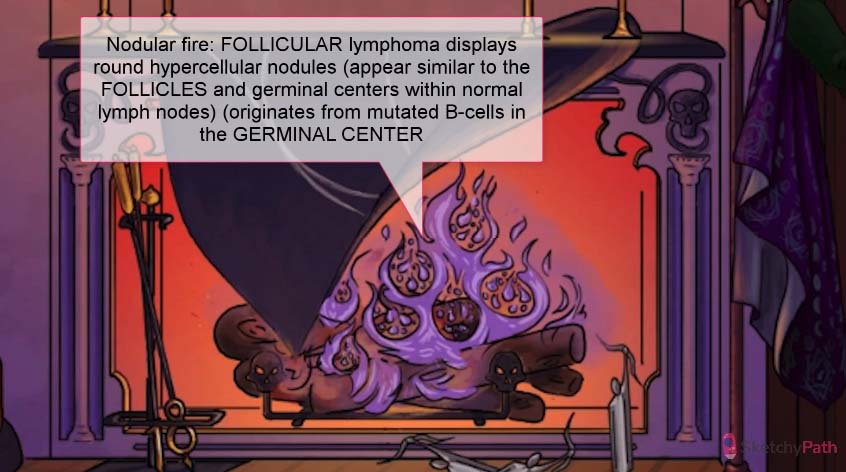 Nodular fire: FOLLICULAR lymphoma displays
round hypercellular nodules (appear similar to the
FOLLICLES and germinal centers within normal
lymph nodes) (originates from mutated B-cells in
the GERMINAL CENTER
SketchyPath